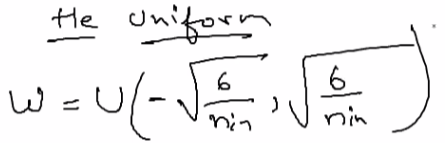 He Uniform
W = U(-√(6/nin), √(6/nin))